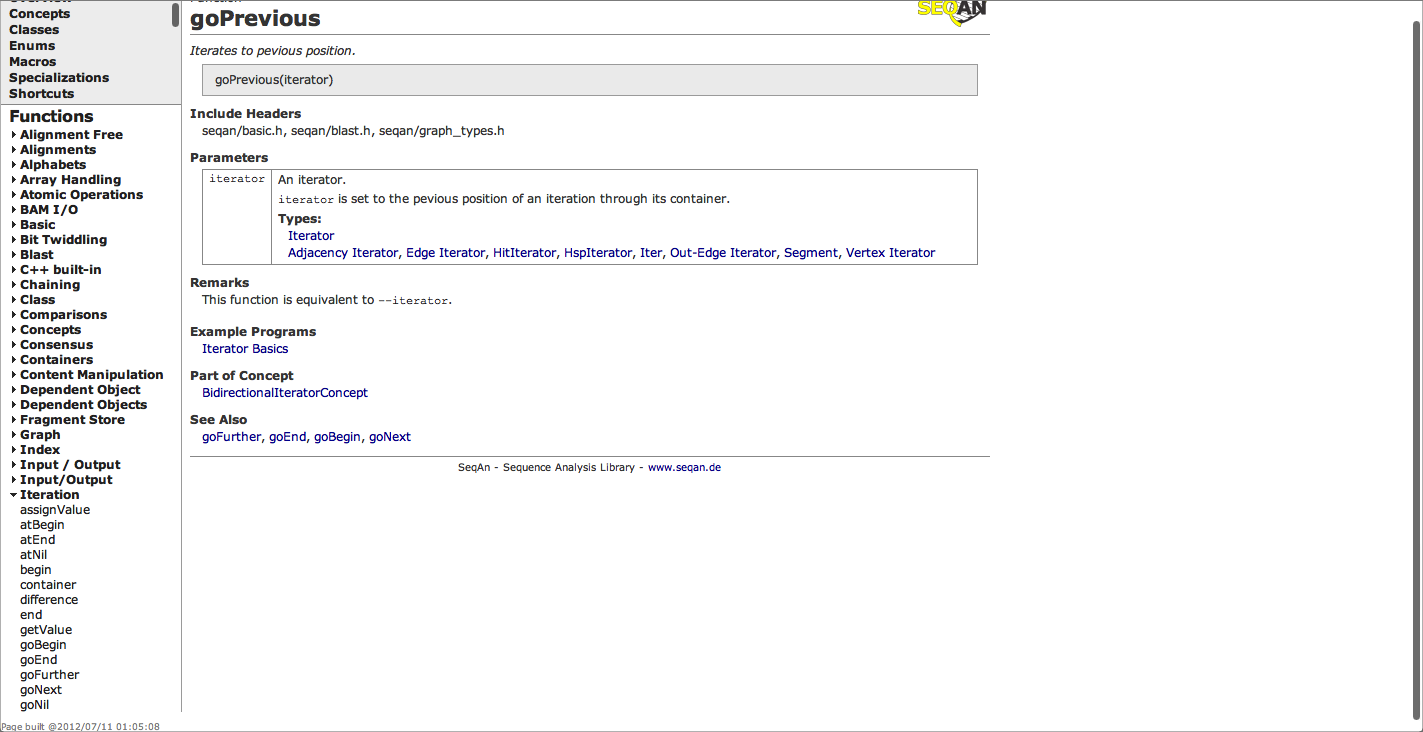 Overview
Concepts
Classes
Enums
Macros
Specializations
Shortcuts
Functions
Alignment Free
Alignments
Alphabets
Array Handling
Atomic Operations
BAM I/O
Basic
Bit Twiddling
Blast
C++ built-in
Chaining
Class
Comparisons
Concepts
Consensus
Containers
Content Manipulation
Dependent Object
Dependent Objects
Fragment Store
Graph
Index
Input / Output
Input/Output
Iteration
assignValue
atBegin
atEnd
atNil
begin
container
difference
end
getValue
goBegin
goEnd
goFurther
goNext
goNil
Page built @2012/07/11 01:05:08
Function
goPrevious
SEQAN
Iterates to pevious position.
goPrevious(iterator)
Include Headers
seqan/basic.h, seqan/blast.h, seqan/graph_types.h
Parameters
iterator
An iterator.
iterator is set to the pevious position of an iteration through its container.
Types:
Iterator
Adjacency Iterator, Edge Iterator, HitIterator, HspIterator, Iter, Out-Edge Iterator, Segment, Vertex Iterator
Remarks
This function is equivalent to --iterator.
Example Programs
Iterator Basics
Part of Concept
BidirectionalIteratorConcept
See Also
goFurther, goEnd, goBegin, goNext
SeqAn - Sequence Analysis Library - www.seqan.de